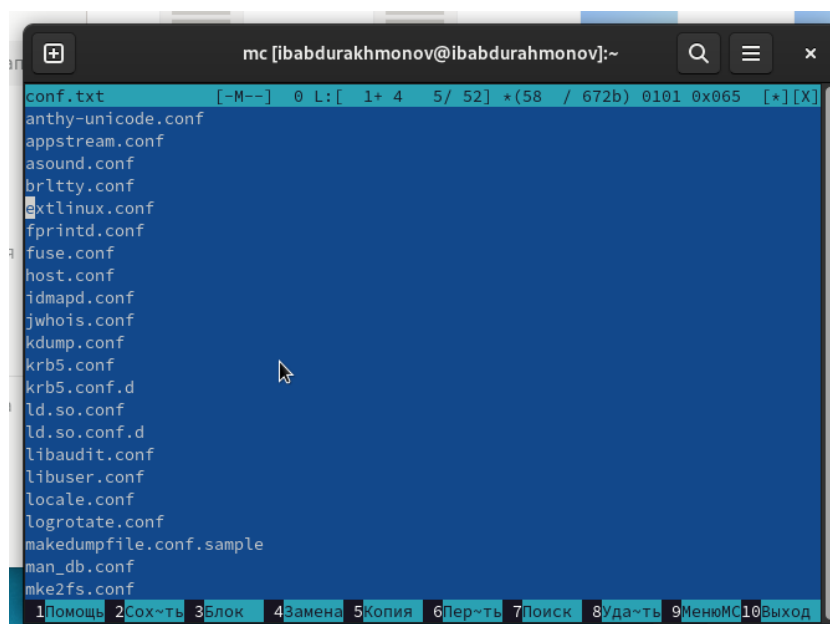 mc [ibabdurakhmonov@ibabdurahmonov]:~
conf.txt [-M--] 0 L:[ 1+ 4 5/ 52] *(58 / 672b) 0101 0x065 [*][X]
anthy-unicode.conf
appstream.conf
asound.conf
brltty.conf
extlinux.conf
fprintd.conf
fuse.conf
host.conf
idmapd.conf
jwhois.conf
kdump.conf
krb5.conf
krb5.conf.d
ld.so.conf
ld.so.conf.d
libaudit.conf
libuser.conf
locale.conf
logrotate.conf
makedumpfile.conf.sample
man_db.conf
mke2fs.conf
1Помощь 2Сох~ть 3Блок 4Замена 5Копия 6Пер~ть 7Поиск 8Уда~ть 9МенюMC10Выход